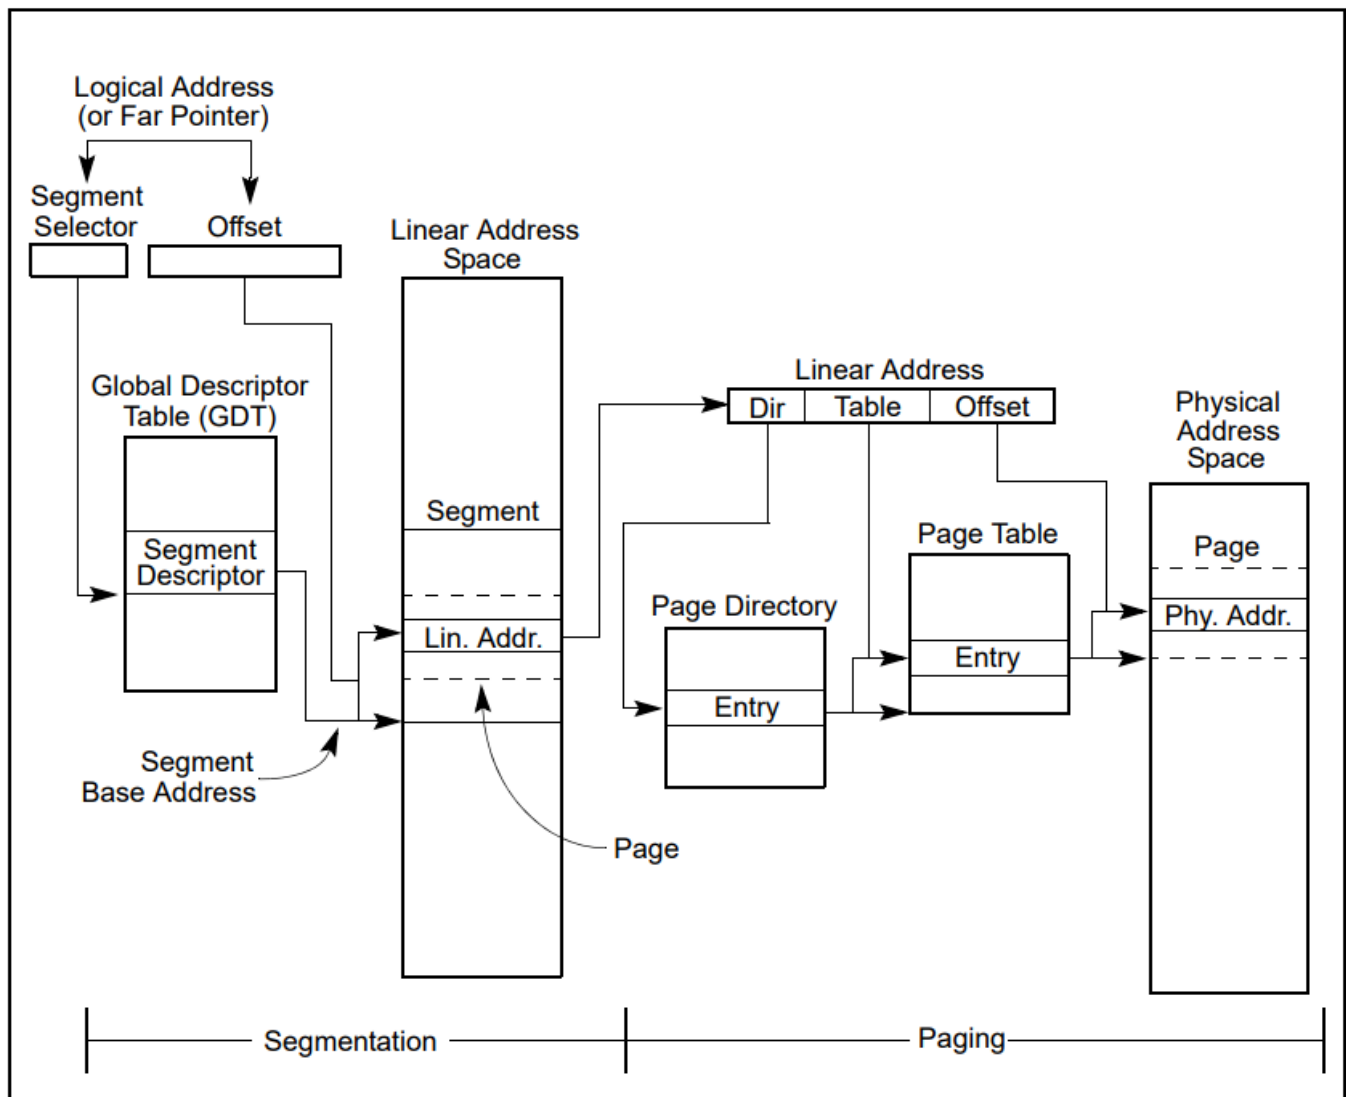 Logical Address
(or Far Pointer)
Segment
Selector
Offset
Linear Address
Space
Global Descriptor
Table (GDT)
Segment
Descriptor
Segment
Lin. Addr.
Segment
Base Address
Page
Linear Address
Dir
Table
Offset
Page Directory
Entry
Page Table
Entry
Physical
Address
Space
Page
Phy. Addr.
Segmentation
Paging